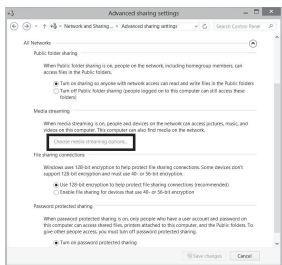 Advanced sharing settings
« Network and Sharing ... › Advanced sharing settings
Search Control Panel
All Networks
Public folder sharing
When Public folder sharing is on, people on the network, including homegroup members, can
access files in the Public folders.
Turn on sharing so anyone with network access can read and write files in the Public folders
Turn off Public folder sharing (people logged on to this computer can still access these
folders)
Media streaming
When media streaming is on, people and devices on the network can access pictures, music, and
videos on this computer. This computer can also find media on the network.
Choose media streaming options...
File sharing connections
Windows uses 128-bit encryption to help protect file sharing connections. Some devices don't
support 128-bit encryption and must use 40- or 56-bit encryption.
Use 128-bit encryption to help protect file sharing connections (recommended)
Enable file sharing for devices that use 40- or 56-bit encryption
Password protected sharing
When password protected sharing is on, only people who have a user account and password on
this computer can access shared files, printers attached to this computer, and the Public folders. To
give other people access, you must turn off password protected sharing.
Turn on password protected sharing
Save changes
Cancel